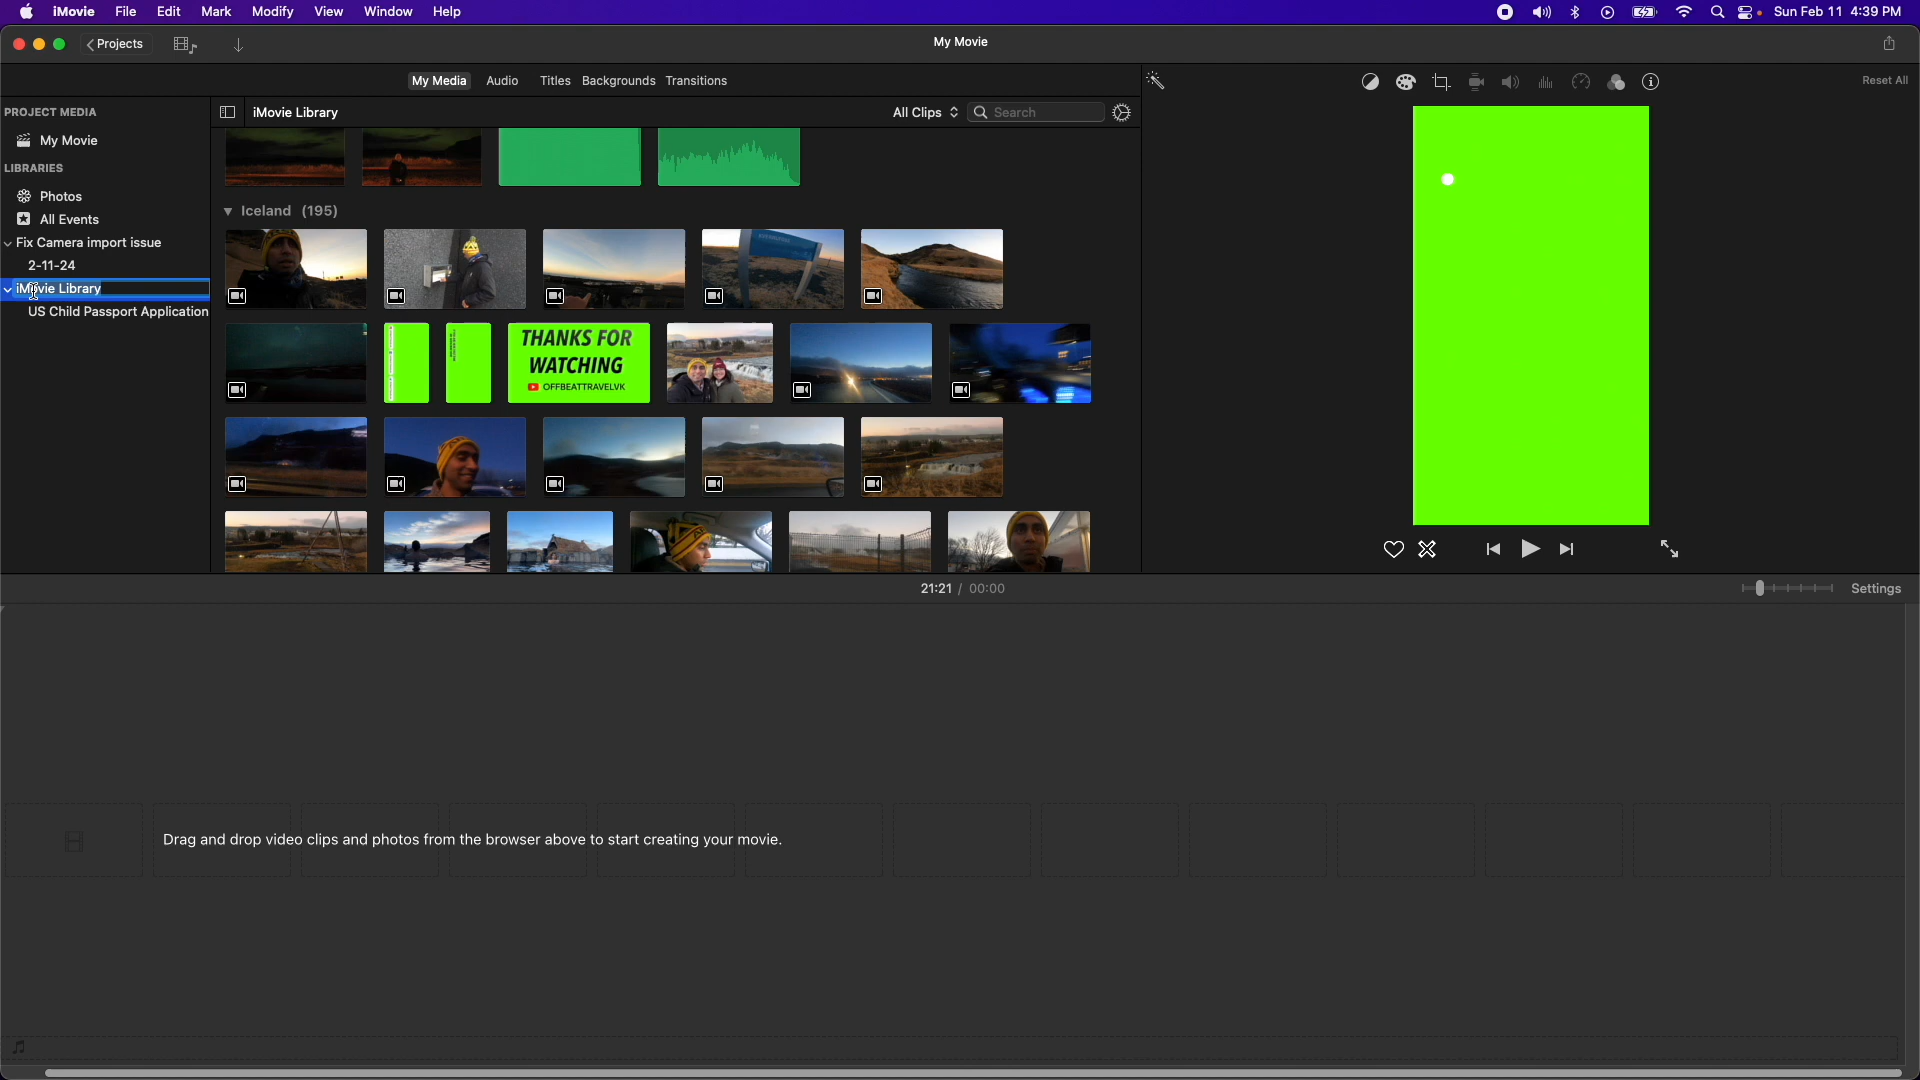 iMovie File Edit Mark Modify View Window Help Sun Feb 11 4:39 PM
Projects My Movie
My Media Audio Titles Backgrounds Transitions Reset All
PROJECT MEDIA
My Movie
LIBRARIES
Photos
All Events
Fix Camera import issue
2-11-24
iMovie Library
US Child Passport Application
iMovie Library All Clips Search
Iceland (195)
THANKS FOR
WATCHING
OFFBEATTRAVELVK
21:21 / 00:00 Settings
Drag and drop video clips and photos from the browser above to start creating your movie.